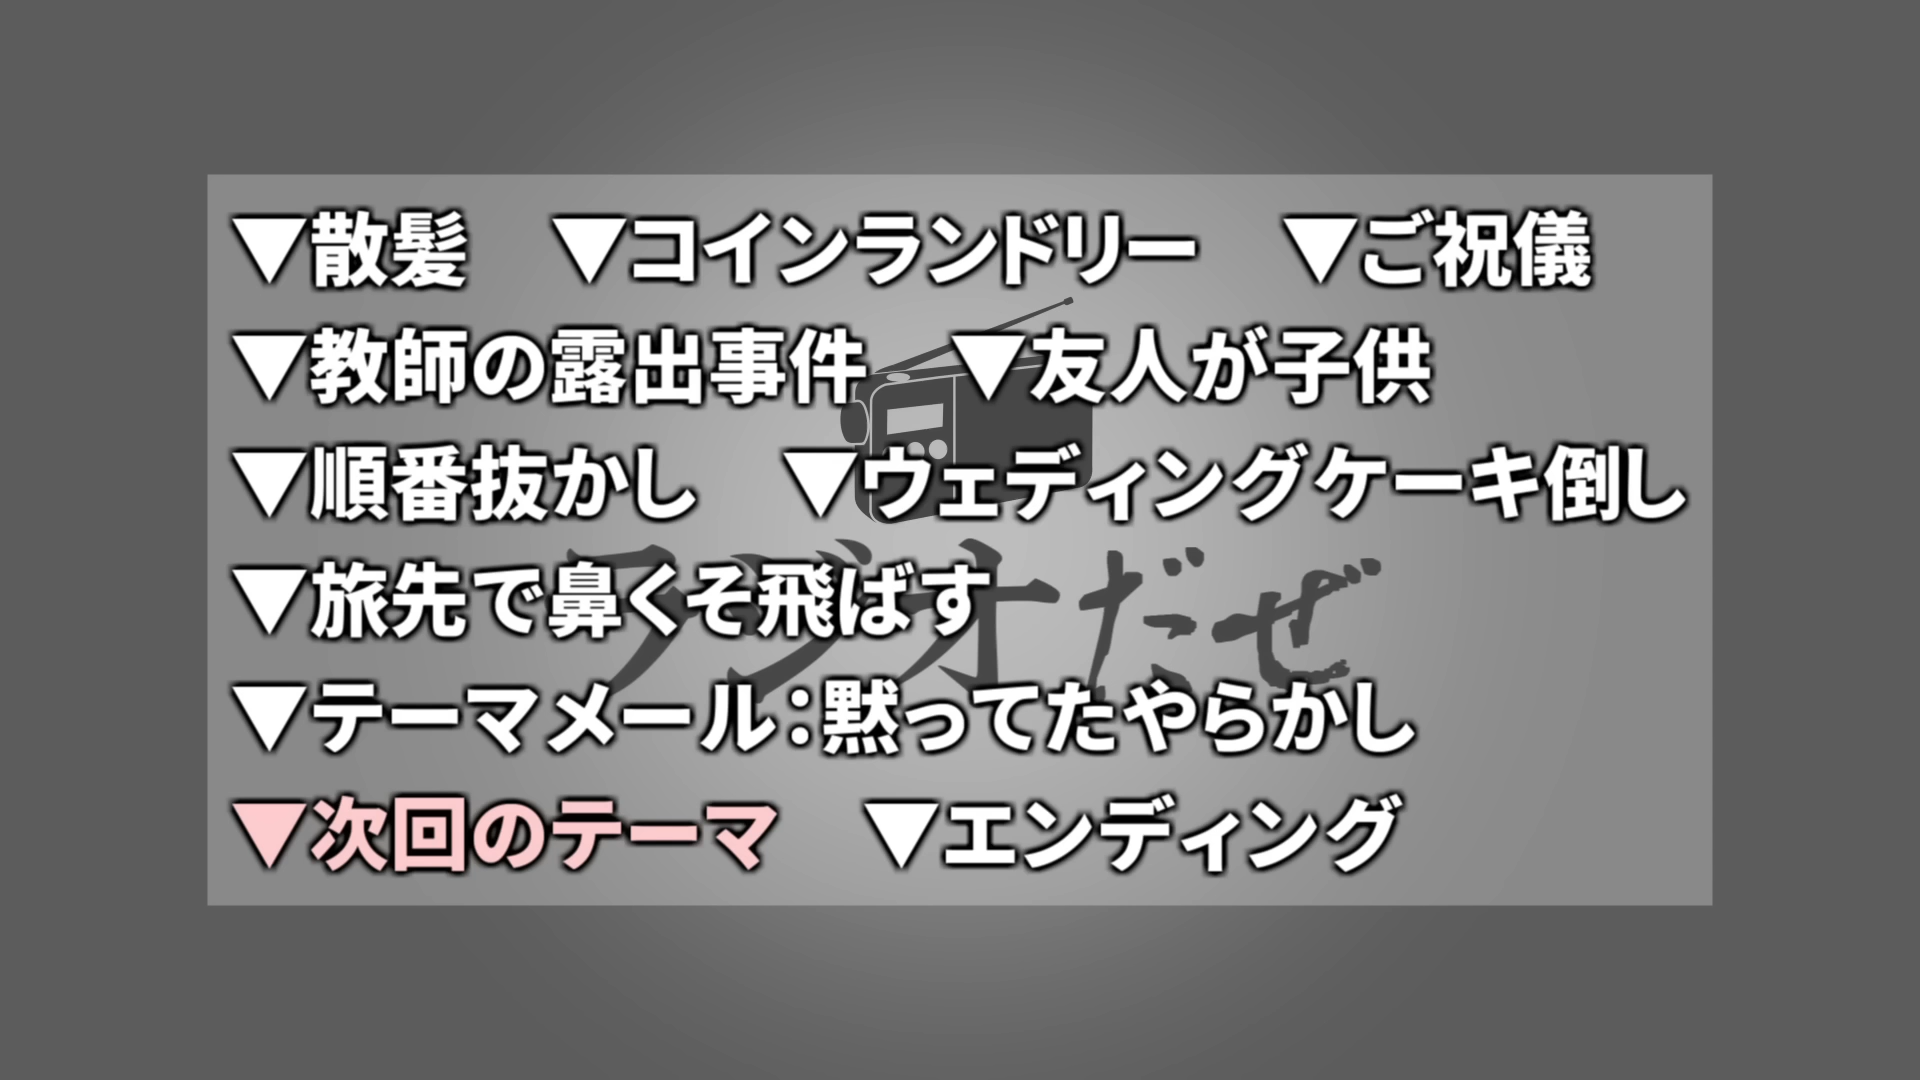 ▼散髪　▼コインランドリー　▼ご祝儀
▼教師の露出事件　▼友人が子供
▼順番抜かし　▼ウェディングケーキ倒し
▼旅先で鼻くそ飛ばす
ラジオだぜ
▼テーマメール：黙ってたやらかし
▼次回のテーマ　▼エンディング